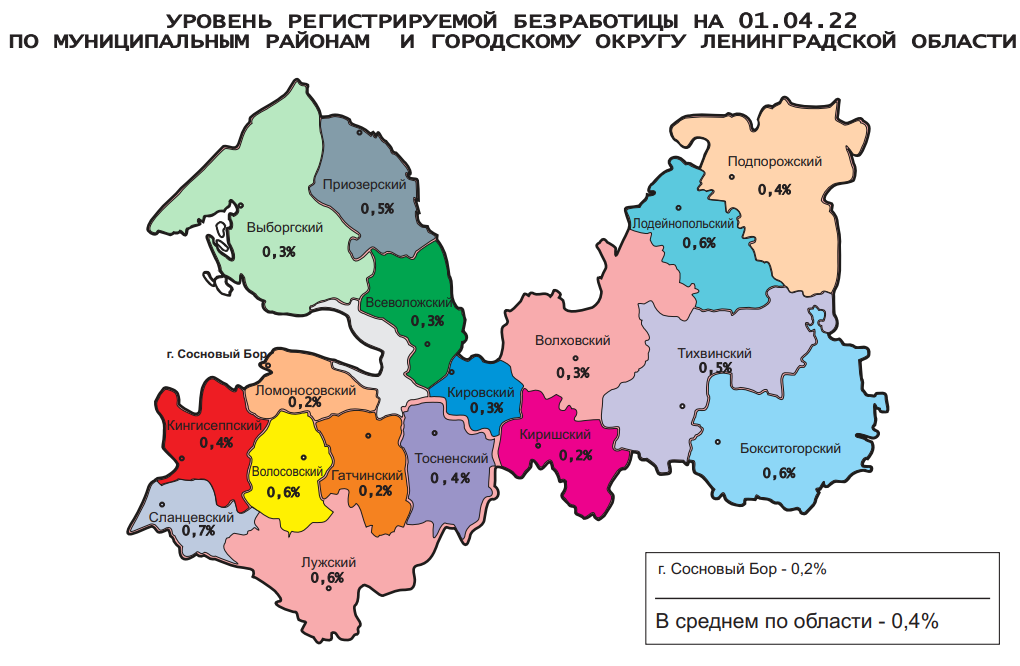 УРОВЕНЬ РЕГИСТРИРУЕМОЙ БЕЗРАБОТИЦЫ НА 01.04.22
ПО МУНИЦИПАЛЬНЫМ РАЙОНАМ И ГОРОДСКОМУ ОКРУГУ ЛЕНИНГРАДСКОЙ ОБЛАСТИ
Подпорожский
0,4%
Приозерский
0,5%
Выборгский
0,3%
Лодейнопольский
0,6%
Всеволожский
0,3%
Волховский
0,3%
Тихвинский
0,5%
г. Сосновый Бор
Ломоносовский
0,2%
Кировский
0,3%
Кингисеппский
0,4%
Киришский
0,2%
Бокситогорский
0,6%
Волосовский
0,6%
Гатчинский
0,2%
Тосненский
0,4%
Сланцевский
0,7%
Лужский
0,6%
г. Сосновый Бор - 0,2%
В среднем по области - 0,4%